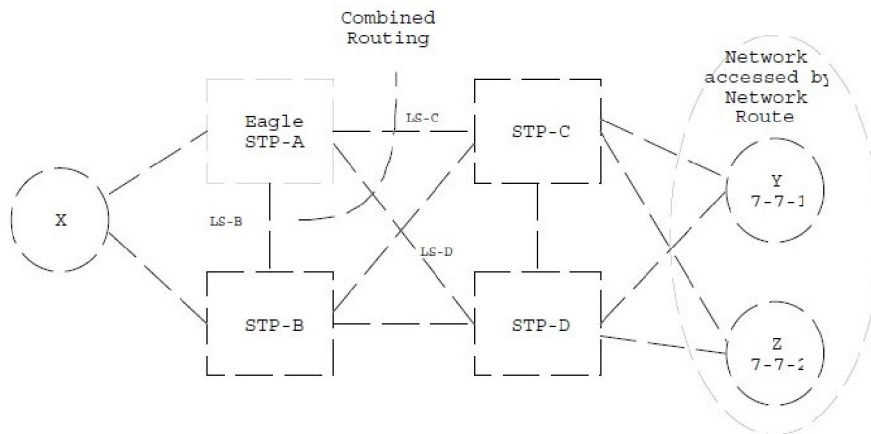 Combined
Routing
Network
accessed by
Network
Route
Eagle
STP-A
LS-C
STP-C
Y
7-7-1
X
LS-B
LS-D
STP-B
STP-D
Z
7-7-2